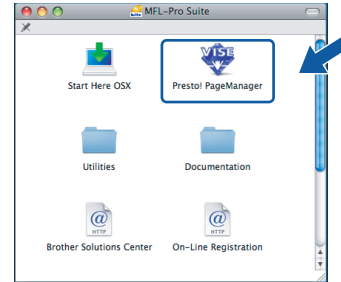 MFL-Pro Suite
VISE
Start Here OSX
Presto! PageManager
Utilities
Documentation
@
HTTP
@
HTTP
Brother Solutions Center
On-Line Registration